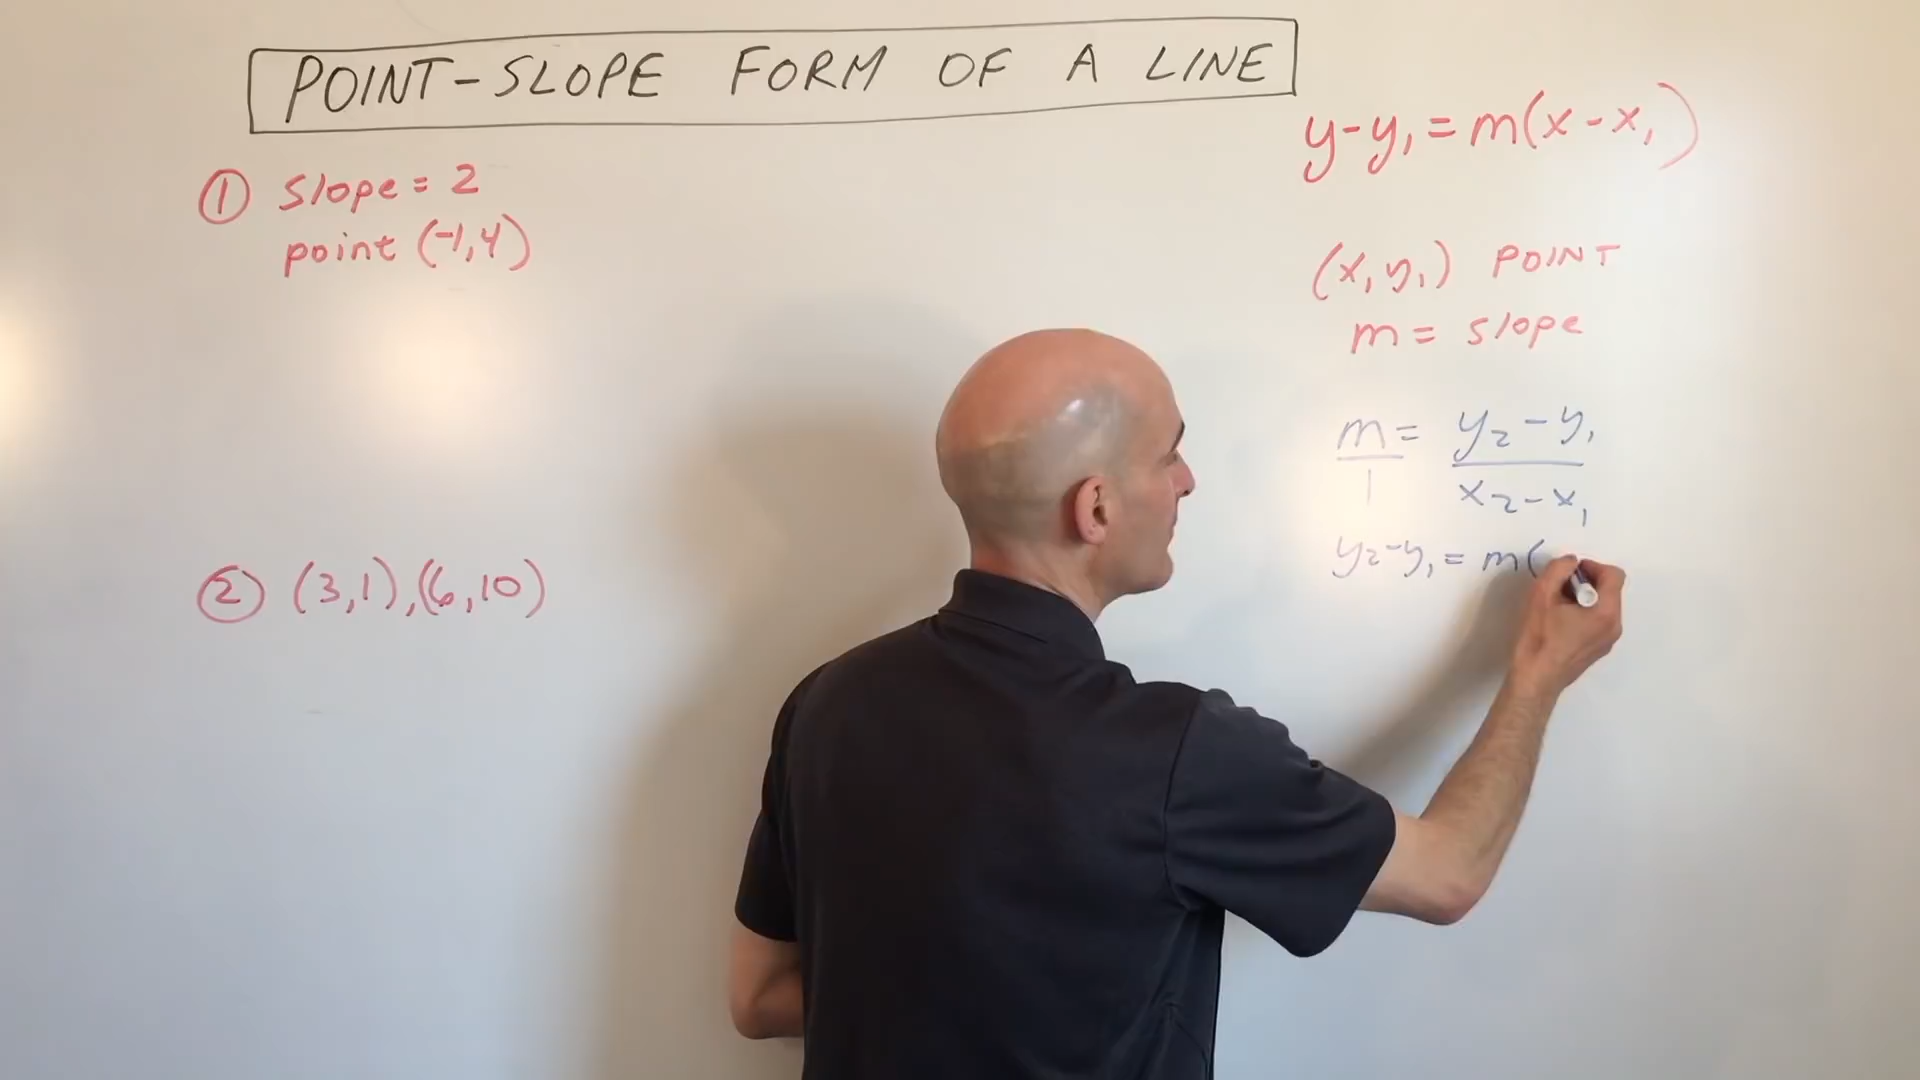 POINT-SLOPE FORM OF A LINE
y-y₁=m(x-x₁)
① Slope = 2
point (-1,4)
(x₁ y₁) POINT
m = slope
m = y₂-y₁
1 x₂-x₁
y₂-y₁ = m(
② (3,1),(6,10)